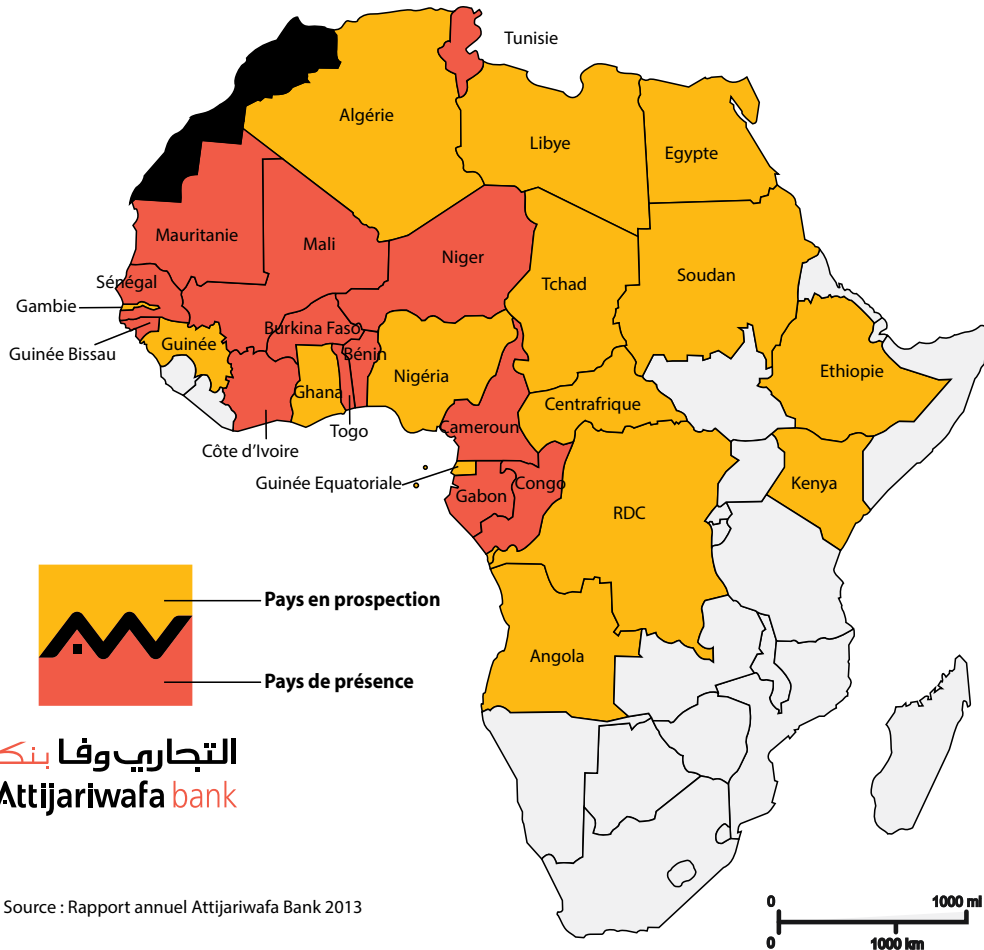 Tunisie
Algérie
Libye
Egypte
Mauritanie
Mali
Niger
Tchad
Soudan
Sénégal
Gambie
Guinée Bissau
Guinée
Burkina Faso
Bénin
Ghana
Nigéria
Togo
Côte d'Ivoire
Cameroun
Centrafrique
Ethiopie
Guinée Equatoriale
Gabon
Congo
RDC
Kenya
Angola
Pays en prospection
Pays de présence
التجاري وفا بنك
Attijariwafa bank
Source : Rapport annuel Attijariwafa Bank 2013
0 1000 mi
0 1000 km